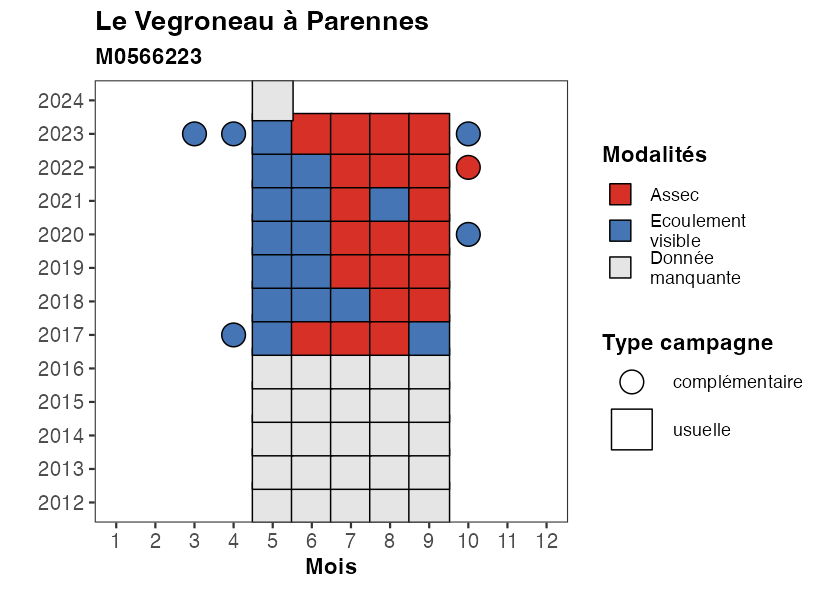 Le Vegroneau à Parennes
M0566223
2024
2023
2022
2021
2020
2019
2018
2017
2016
2015
2014
2013
2012
1 2 3 4 5 6 7 8 9 10 11 12
Mois
Modalités
Assec
Ecoulement
visible
Donnée
manquante
Type campagne
complémentaire
usuelle